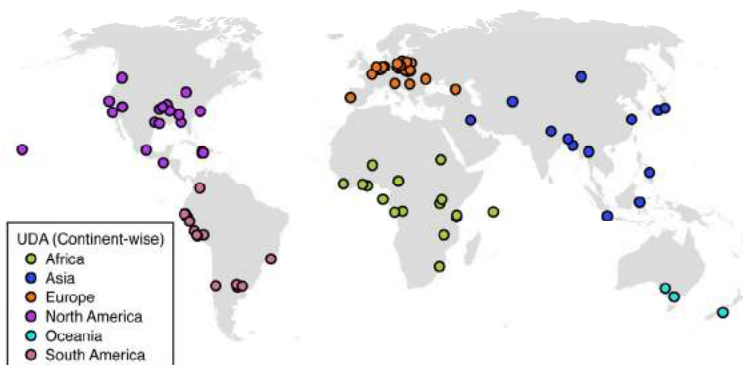 UDA (Continent-wise)
Africa
Asia
Europe
North America
Oceania
South America